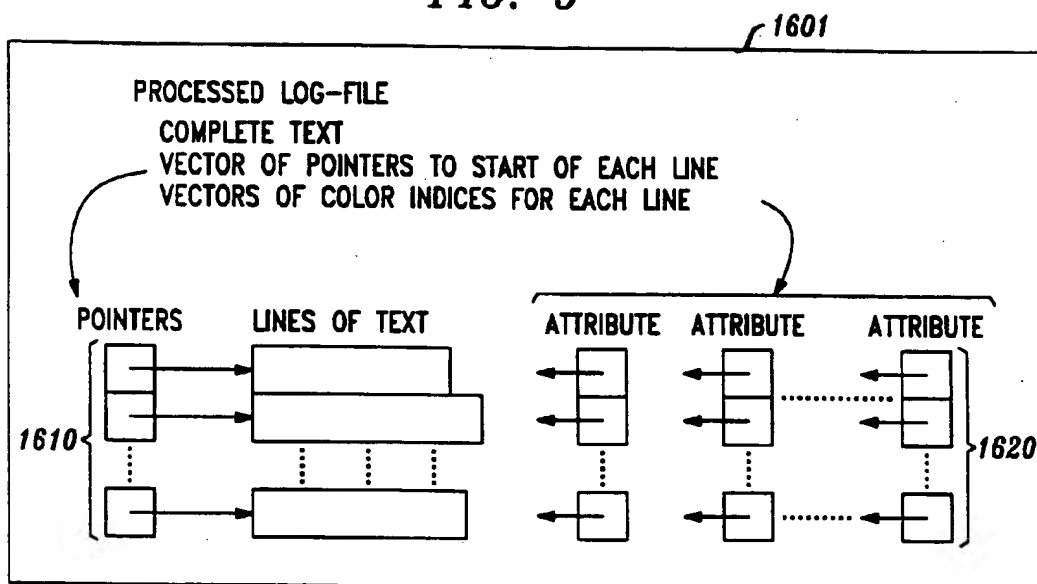 1601
PROCESSED LOG-FILE
COMPLETE TEXT
VECTOR OF POINTERS TO START OF EACH LINE
VECTORS OF COLOR INDICES FOR EACH LINE
POINTERS LINES OF TEXT ATTRIBUTE ATTRIBUTE ATTRIBUTE
1610 1620